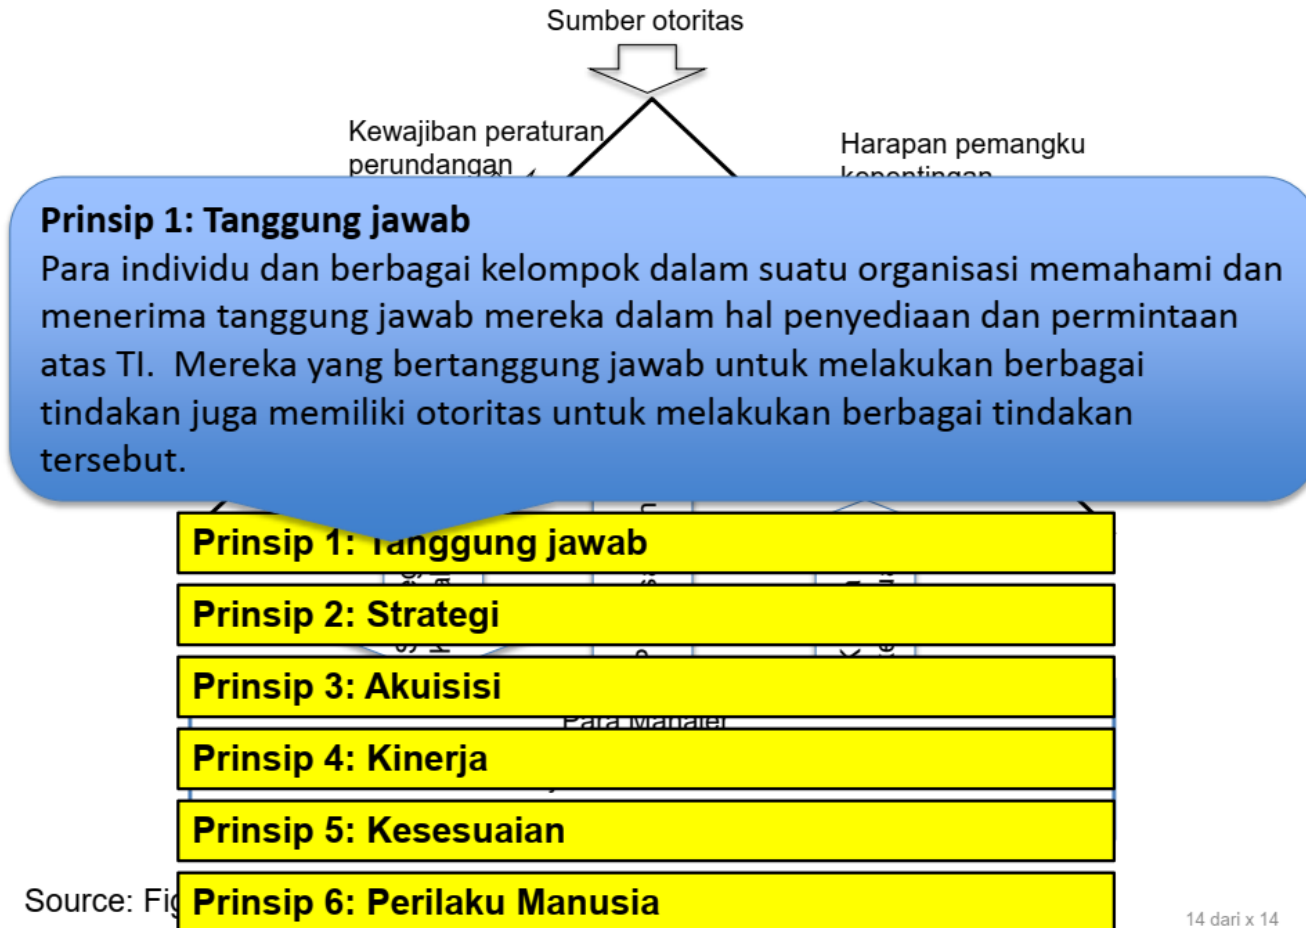 Sumber otoritas
Kewajiban peraturan
perundangan
Harapan pemangku
kepentingan
Prinsip 1: Tanggung jawab
Para individu dan berbagai kelompok dalam suatu organisasi memahami dan
menerima tanggung jawab mereka dalam hal penyediaan dan permintaan
atas TI.  Mereka yang bertanggung jawab untuk melakukan berbagai
tindakan juga memiliki otoritas untuk melakukan berbagai tindakan
tersebut.
Prinsip 1: Tanggung jawab
Prinsip 2: Strategi
Prinsip 3: Akuisisi
Para Manajer
Prinsip 4: Kinerja
Prinsip 5: Kesesuaian
Source:
Prinsip 6: Perilaku Manusia
14 dari x 14